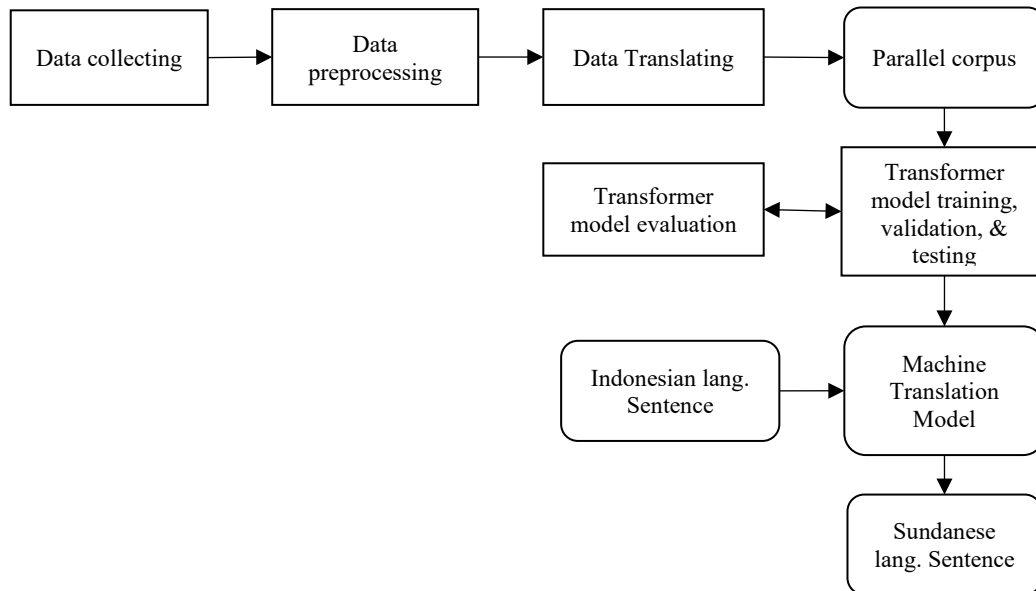 Data collecting
Data
preprocessing
Data Translating
Parallel corpus
Transformer
model evaluation
Transformer
model training,
validation, &
testing
Indonesian lang.
Sentence
Machine
Translation
Model
Sundanese
lang. Sentence